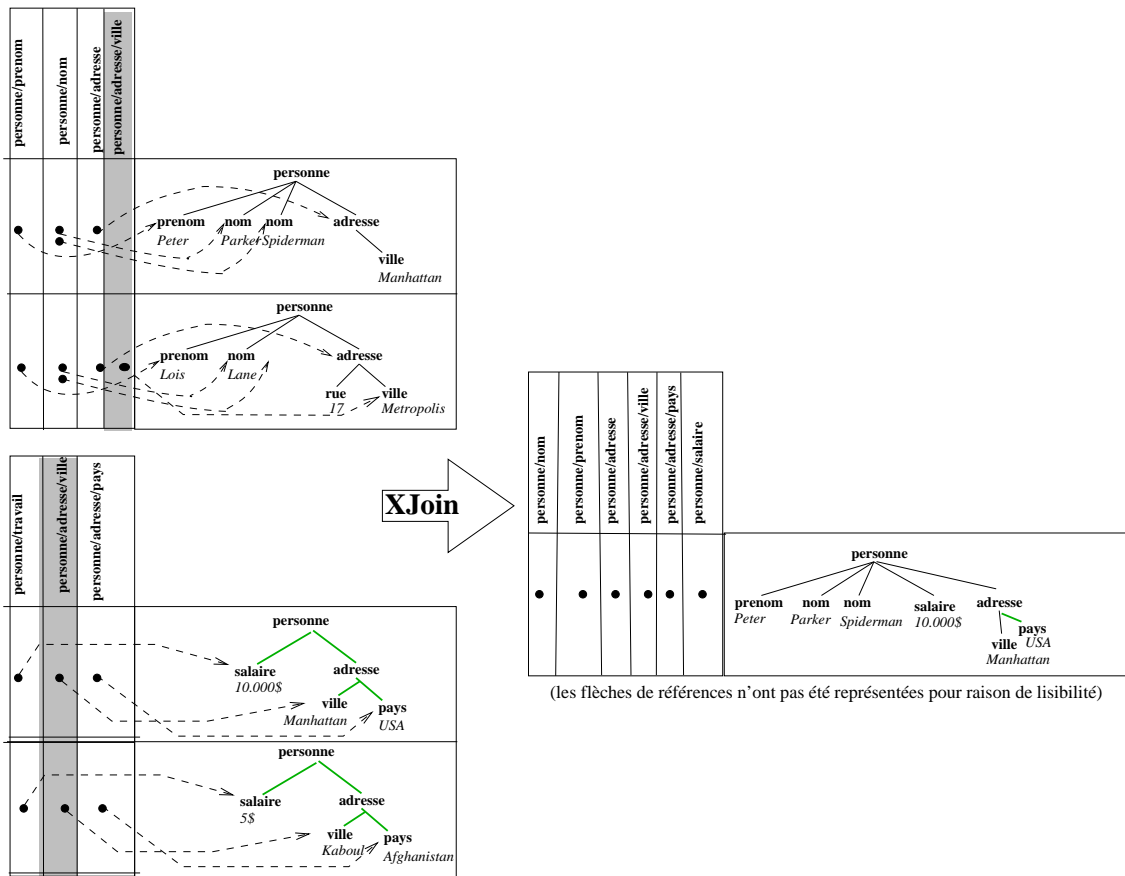 personne/prenom
personne/nom
personne/adresse
personne/adresse/ville
personne
prenom nom nom adresse
Peter Parker Spiderman
ville
Manhattan
personne
prenom nom adresse
Lois Lane
rue ville
17 Metropolis
personne/travail
personne/adresse/ville
personne/adresse/pays
personne
salaire adresse
10.000$
ville pays
Manhattan USA
personne
salaire adresse
5$
ville pays
Kaboul Afghanistan
XJoin
personne/nom
personne/prenom
personne/adresse
personne/adresse/ville
personne/adresse/pays
personne/salaire
personne
prenom nom nom salaire adresse
Peter Parker Spiderman 10.000$
pays
USA
ville
Manhattan
(les flèches de références n'ont pas été représentées pour raison de lisibilité)